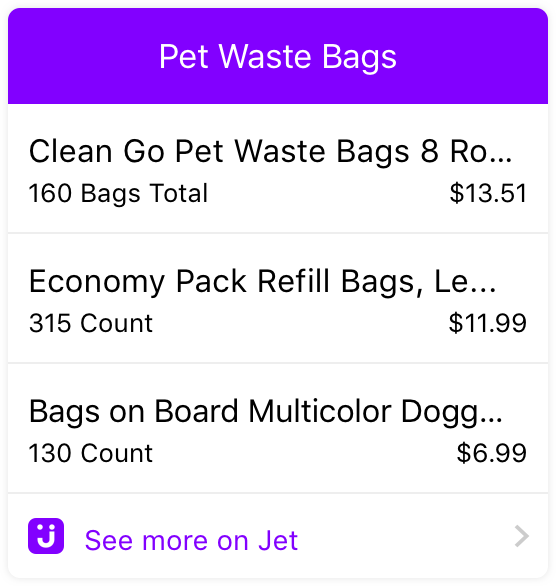 Pet Waste Bags
Clean Go Pet Waste Bags 8 Ro...
160 Bags Total $13.51
Economy Pack Refill Bags, Le...
315 Count $11.99
Bags on Board Multicolor Dogg...
130 Count $6.99
See more on Jet